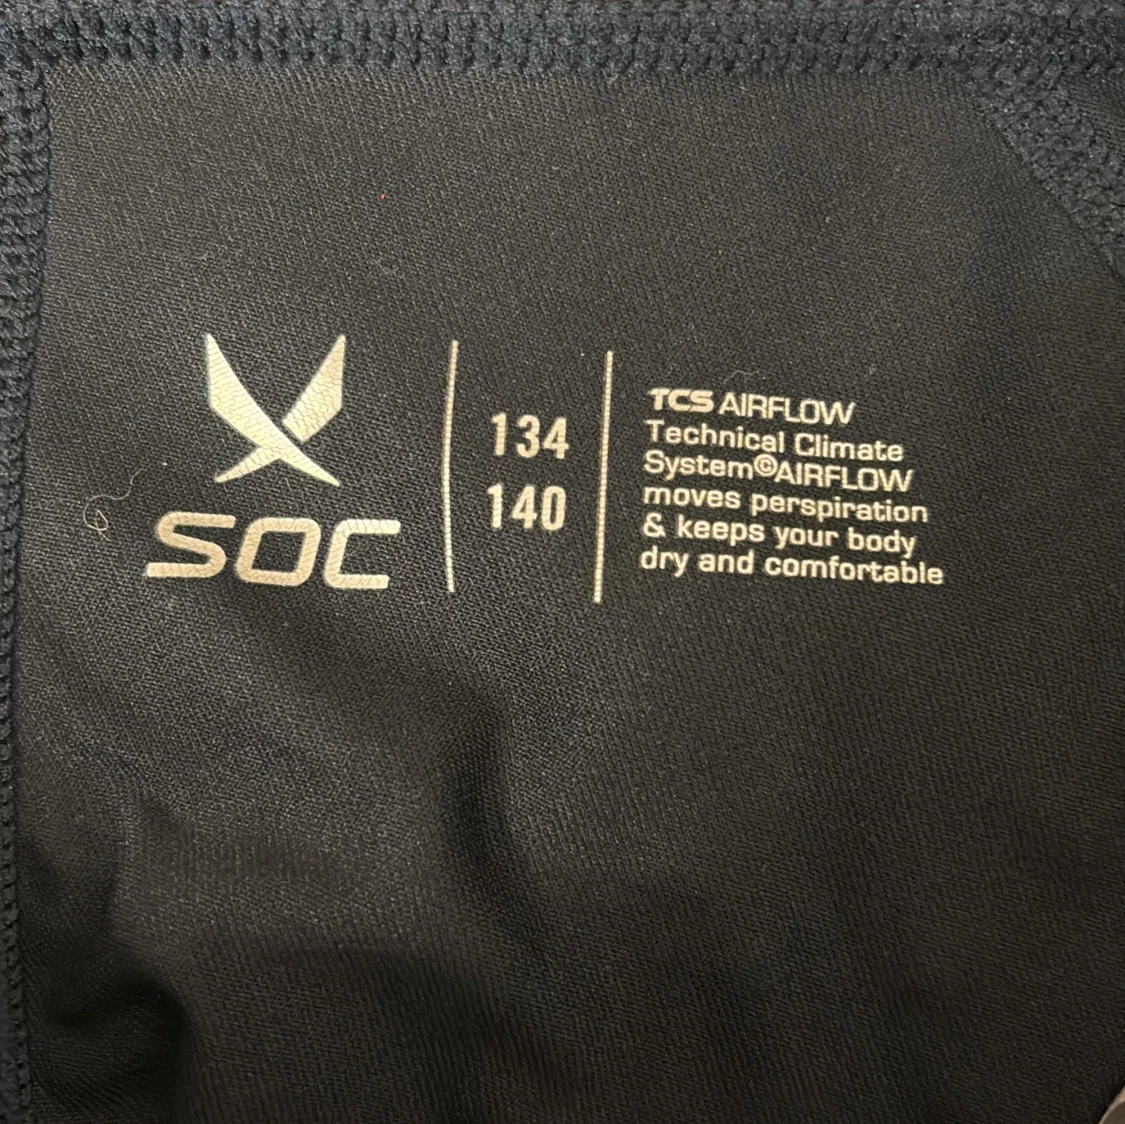 SOC
134
140
TCS AIRFLOW
Technical Climate
System©AIRFLOW
moves perspiration
& keeps your body
dry and comfortable